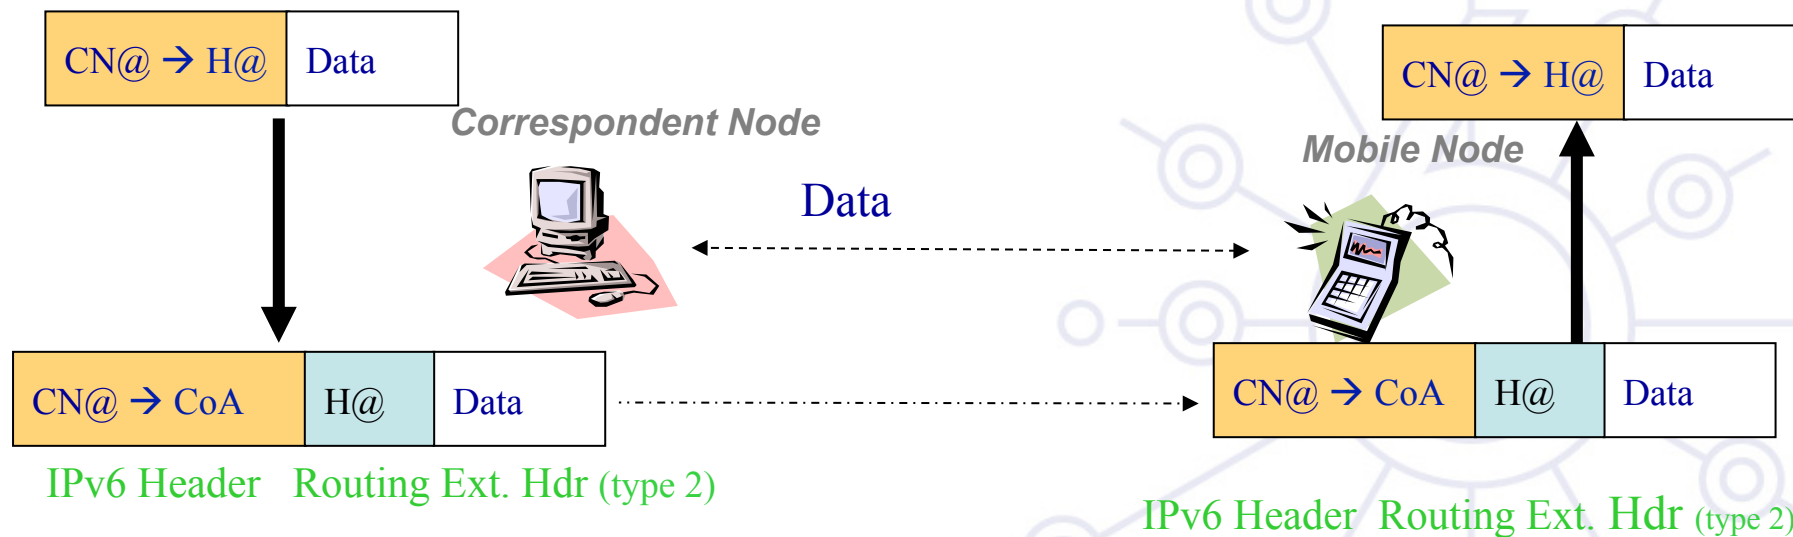 CN@ → H@ Data
CN@ → H@ Data
Correspondent Node
Mobile Node
Data
CN@ → CoA H@ Data
CN@ → CoA H@ Data
IPv6 Header Routing Ext. Hdr (type 2)
IPv6 Header Routing Ext. Hdr (type 2)